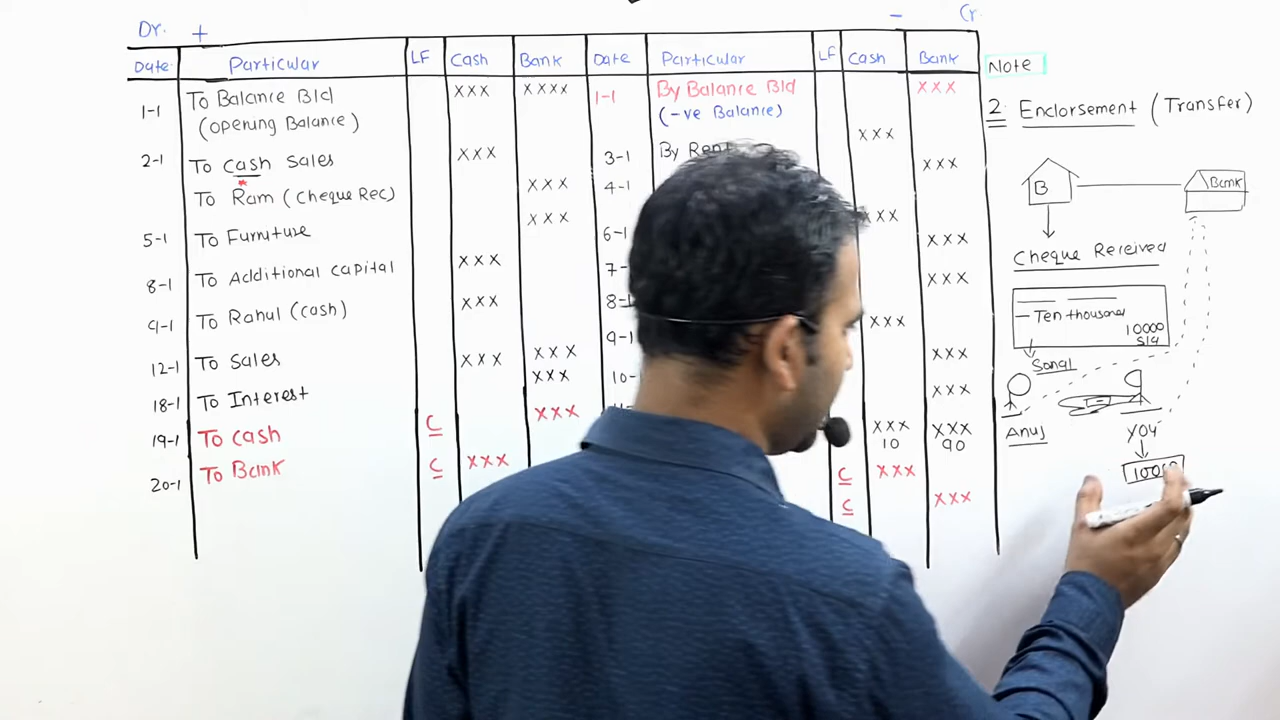 Dr. + - Cr.
Date Particular LF Cash Bank Date Particular LF Cash Bank
1-1 To Balance Bld xxx xxxx 1-1 By Balance Bld xxx
(opening Balance) (-ve Balance)
xxx
2-1 To cash sales xxx 3-1 By Rent xxx
To Ram (cheque Rec) xxx 4-1
5-1 To Furniture xxx 6-1 xxx xxx
8-1 To Additional capital xxx 7- xxx
9-1 To Rahul (cash) xxx 8-1 xxx
12-1 To Sales xxx xxx 9-1 xxx
18-1 To Interest xxx 10- xxx
19-1 To cash C xxx xxx xxx
10 90
20-1 To Bank C xxx C xxx
C xxx
Note
2 Endorsement (Transfer)
B Bank
Cheque Received
Ten thousand
10000
Sig
Sonal
Anuj You